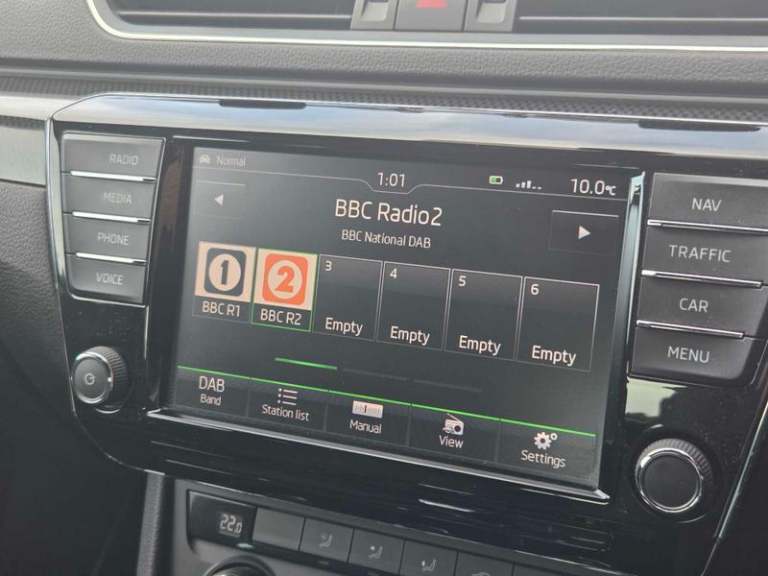 RADIO
MEDIA
PHONE
VOICE
Normal
1:01
10.0°C
BBC Radio2
BBC National DAB
1
BBC R1
2
BBC R2
3
Empty
4
Empty
5
Empty
6
Empty
DAB
Band
Station list
Manual
View
Settings
NAV
TRAFFIC
CAR
MENU
22.0